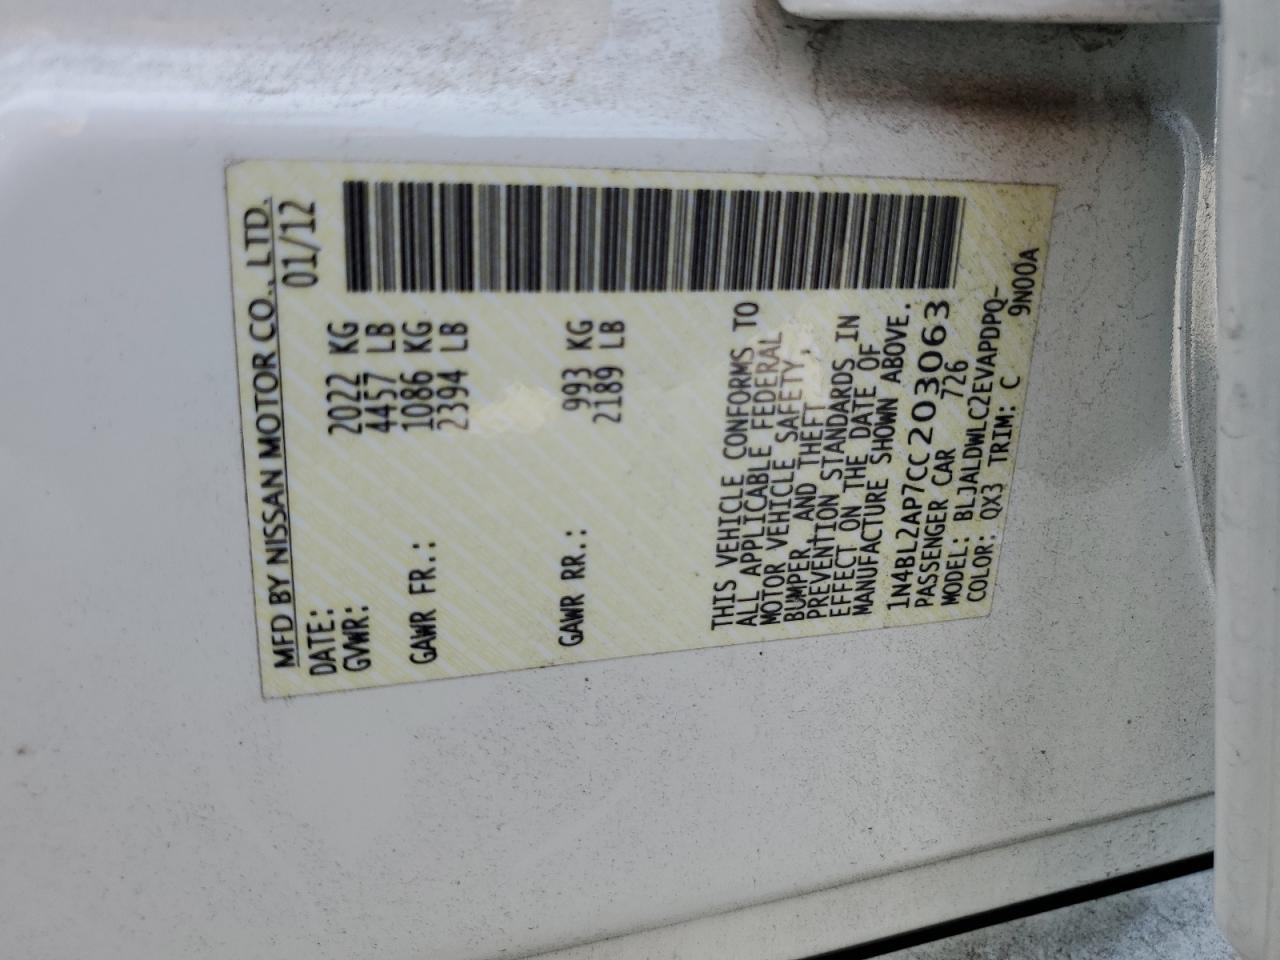 MFD BY NISSAN MOTOR CO., LTD.
DATE: 01/12
GVWR: 2022 KG
4457 LB
GAWR FR.: 1086 KG
2394 LB
GAWR RR.: 993 KG
2189 LB
THIS VEHICLE CONFORMS TO
ALL APPLICABLE FEDERAL
MOTOR VEHICLE SAFETY,
BUMPER, AND THEFT
PREVENTION STANDARDS IN
EFFECT ON THE DATE OF
MANUFACTURE SHOWN ABOVE.
1N4BL2AP7CC203063
PASSENGER CAR 726
MODEL: BLJALDWLC2EVAPDPQ-
COLOR: QX3 TRIM: C 9N00A